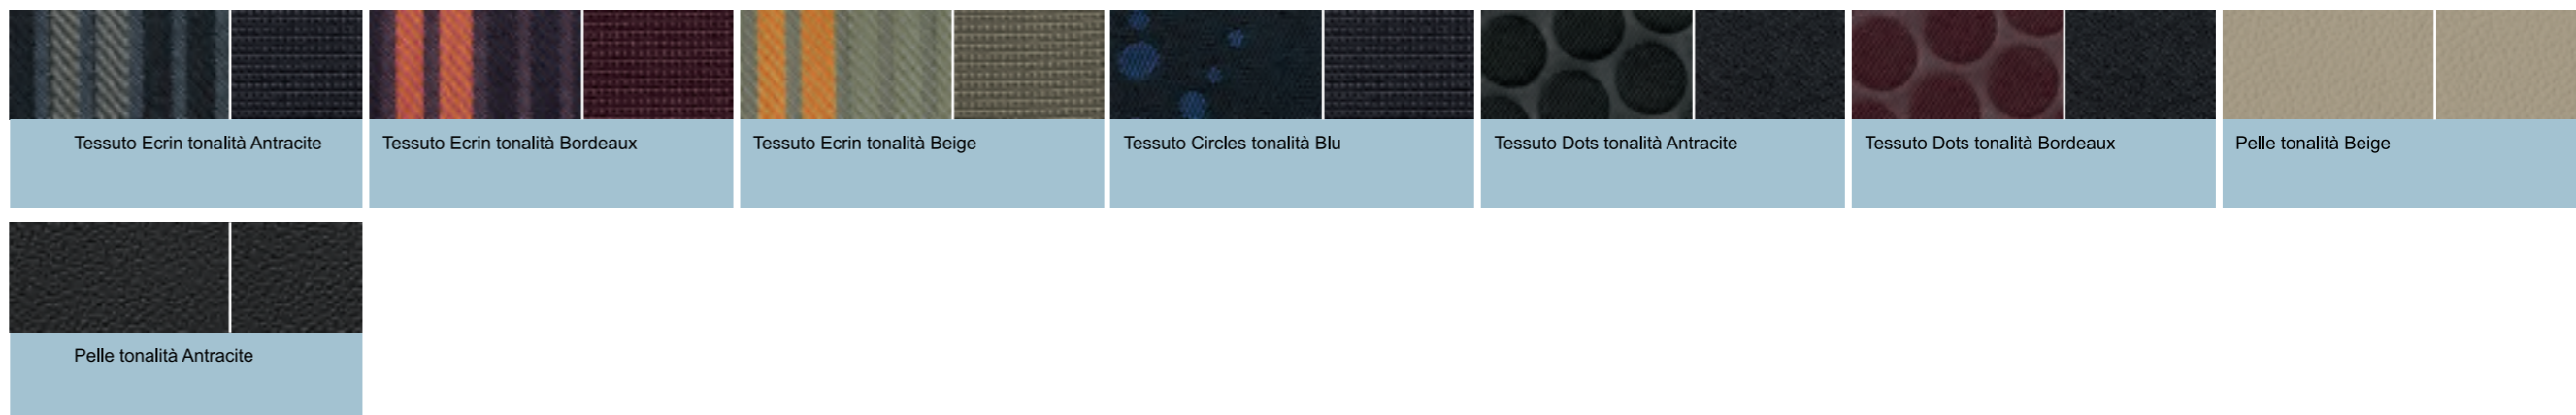 Tessuto Ecrin tonalità Antracite
Tessuto Ecrin tonalità Bordeaux
Tessuto Ecrin tonalità Beige
Tessuto Circles tonalità Blu
Tessuto Dots tonalità Antracite
Tessuto Dots tonalità Bordeaux
Pelle tonalità Beige
Pelle tonalità Antracite